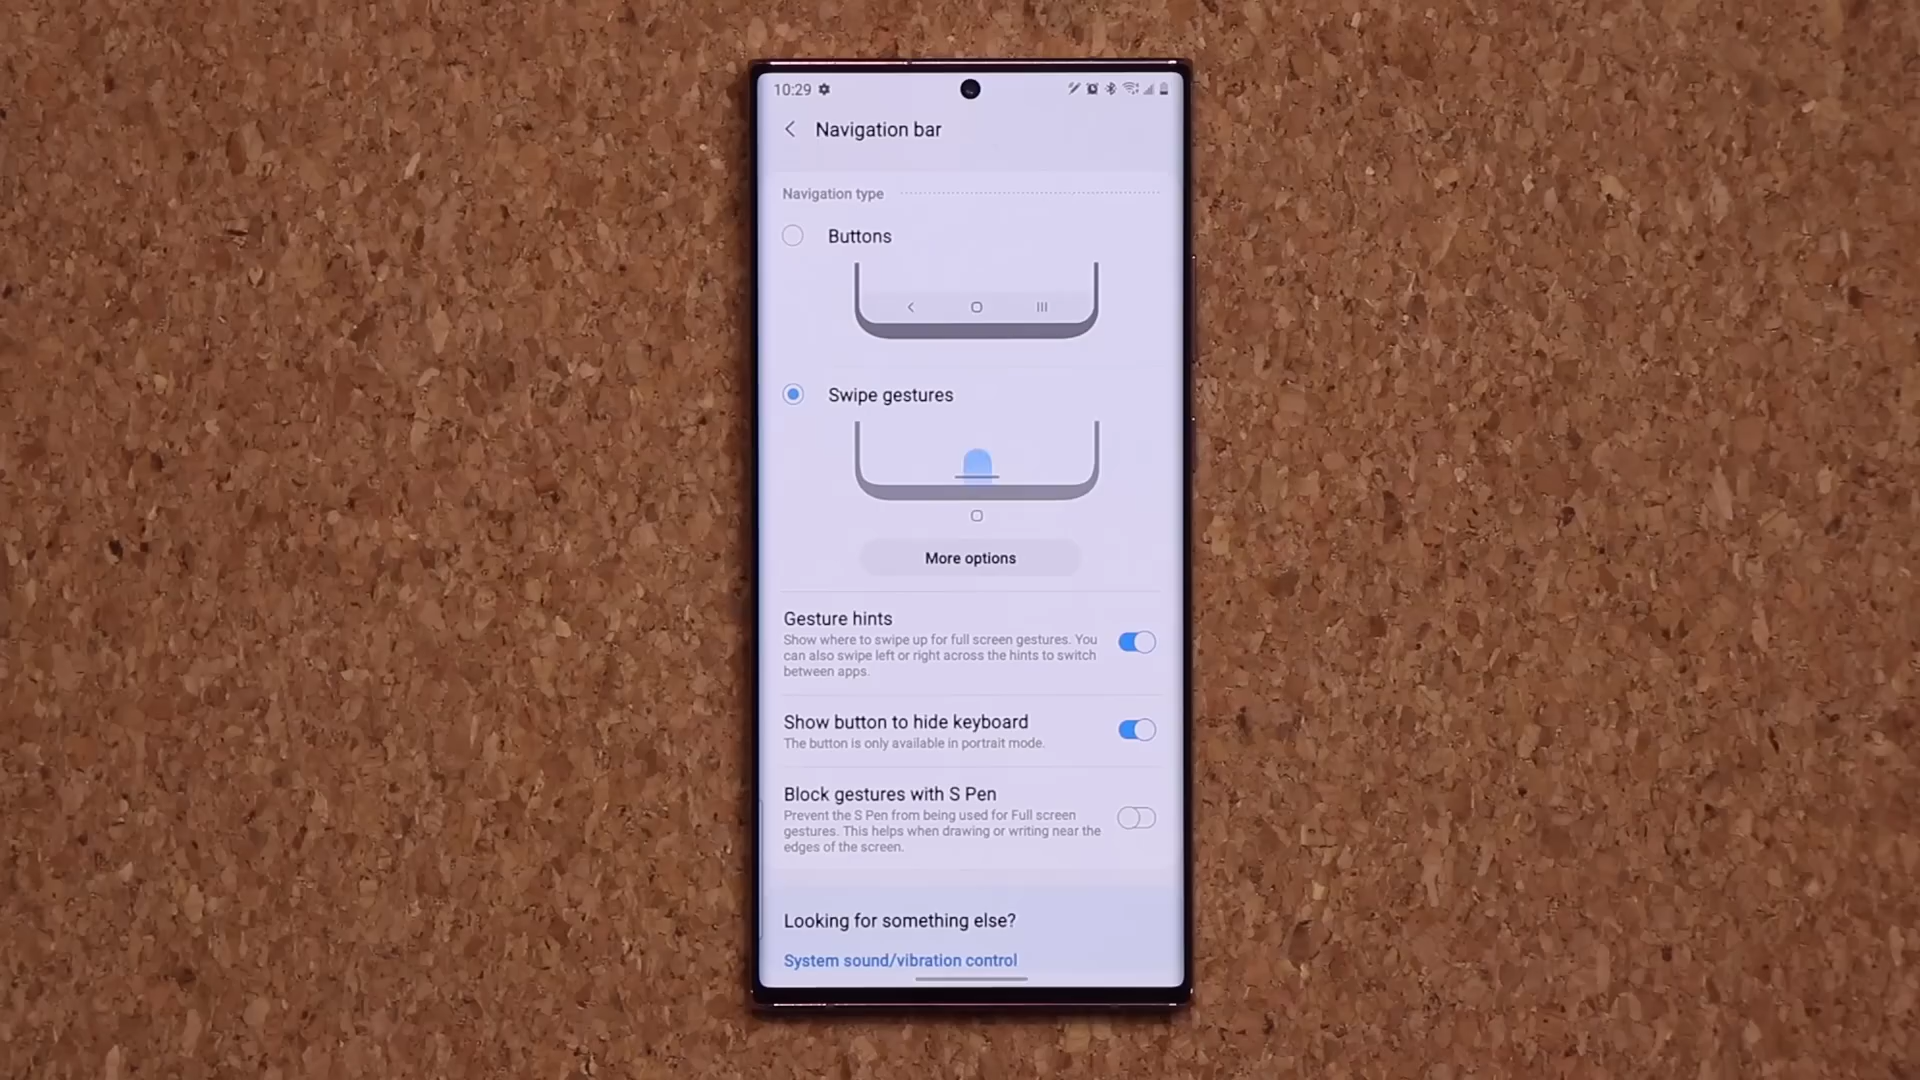 10:29
Navigation bar
Navigation type
Buttons
Swipe gestures
More options
Gesture hints
Show where to swipe up for full screen gestures. You
can also swipe left or right across the hints to switch
between apps.
Show button to hide keyboard
The button is only available in portrait mode.
Block gestures with S Pen
Prevent the S Pen from being used for Full screen
gestures. This helps when drawing or writing near the
edges of the screen.
Looking for something else?
System sound/vibration control